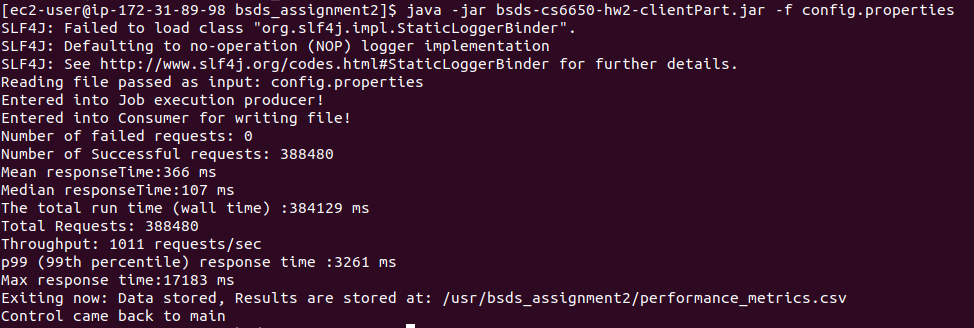 [ec2-user@ip-172-31-89-98 bsds_assignment2]$ java -jar bsds-cs6650-hw2-clientPart.jar -f config.properties
SLF4J: Failed to load class "org.slf4j.impl.StaticLoggerBinder".
SLF4J: Defaulting to no-operation (NOP) logger implementation
SLF4J: See http://www.slf4j.org/codes.html#StaticLoggerBinder for further details.
Reading file passed as input: config.properties
Entered into Job execution producer!
Entered into Consumer for writing file!
Number of failed requests: 0
Number of Successful requests: 388480
Mean responseTime:366 ms
Median responseTime:107 ms
The total run time (wall time) :384129 ms
Total Requests: 388480
Throughput: 1011 requests/sec
p99 (99th percentile) response time :3261 ms
Max response time:17183 ms
Exiting now: Data stored, Results are stored at: /usr/bsds_assignment2/performance_metrics.csv
Control came back to main